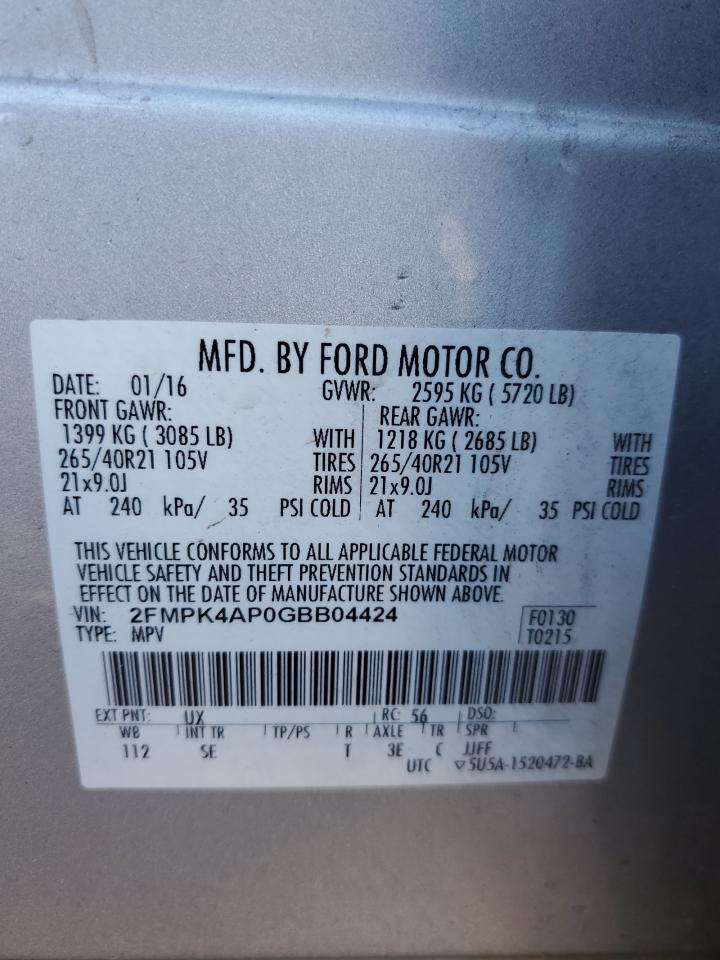 MFD. BY FORD MOTOR CO.
DATE: 01/16 GVWR: 2595 KG ( 5720 LB)
FRONT GAWR: REAR GAWR:
1399 KG ( 3085 LB) WITH 1218 KG ( 2685 LB) WITH
265/40R21 105V TIRES 265/40R21 105V TIRES
21x9.0J RIMS 21x9.0J RIMS
AT 240 kPa/ 35 PSI COLD AT 240 kPa/ 35 PSI COLD
THIS VEHICLE CONFORMS TO ALL APPLICABLE FEDERAL MOTOR
VEHICLE SAFETY AND THEFT PREVENTION STANDARDS IN
EFFECT ON THE DATE OF MANUFACTURE SHOWN ABOVE.
VIN: 2FMPK4AP0GBB04424 F0130
TYPE: MPV T0215
EXT PNT: UX RC: 56 DSO:
WB INT TR TP/PS R AXLE TR SPR
112 SE T 3E C JJFF
UTC ▽5U5A-1520472-BA